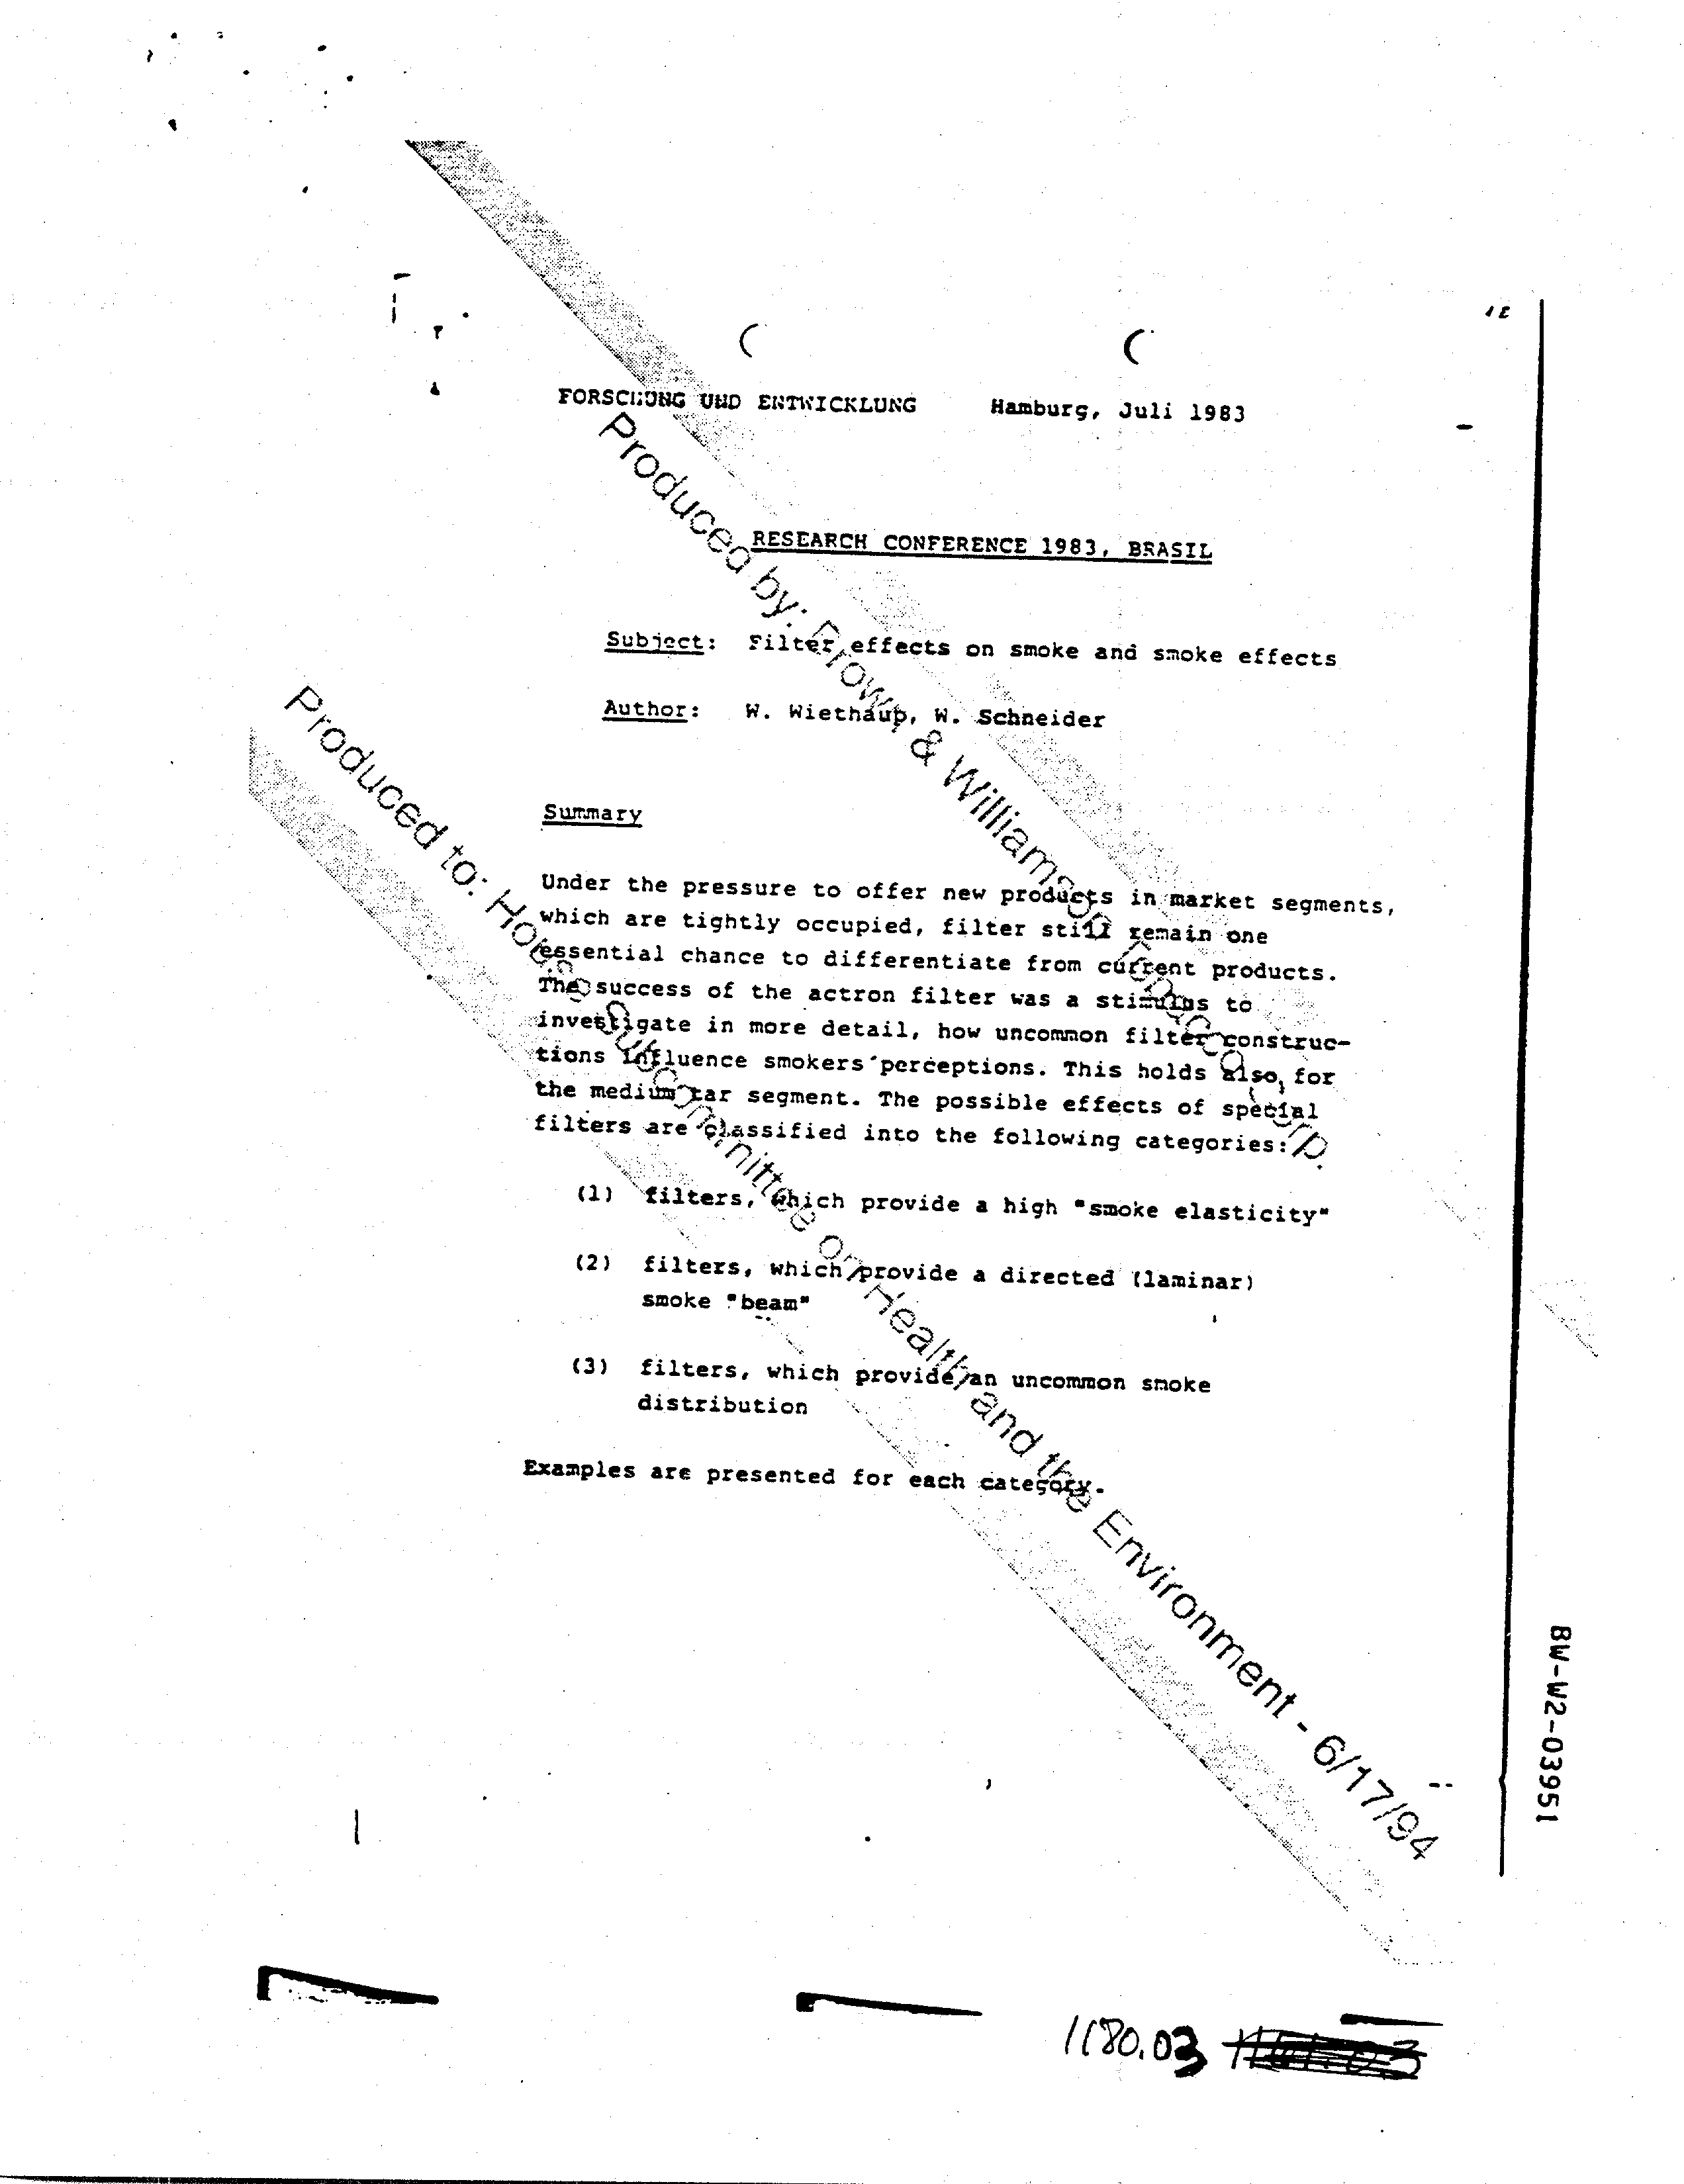 FORSCHUNG UND ENTWICKLUNG Hamburg, Juli 1983
RESEARCH CONFERENCE 1983, BRASIL
Subject: Filter effects on smoke and smoke effects
Author: W. Wiethaup, W. Schneider
Summary
Under the pressure to offer new products in market segments,
which are tightly occupied, filter still remain one
essential chance to differentiate from current products.
The success of the actron filter was a stimulus to
investigate in more detail, how uncommon filter construc-
tions influence smokers'perceptions. This holds also, for
the medium tar segment. The possible effects of special
filters are classified into the following categories:
(1) filters, which provide a high "smoke elasticity"
(2) filters, which provide a directed (laminar)
smoke "beam"
(3) filters, which provide an uncommon smoke
distribution
Examples are presented for each category.
Produced by: Brown & Williamson Tobacco Corp.
Produced to: House Subcommittee on Health and the Environment - 6/17/94
BW-W2-03951
1180.03